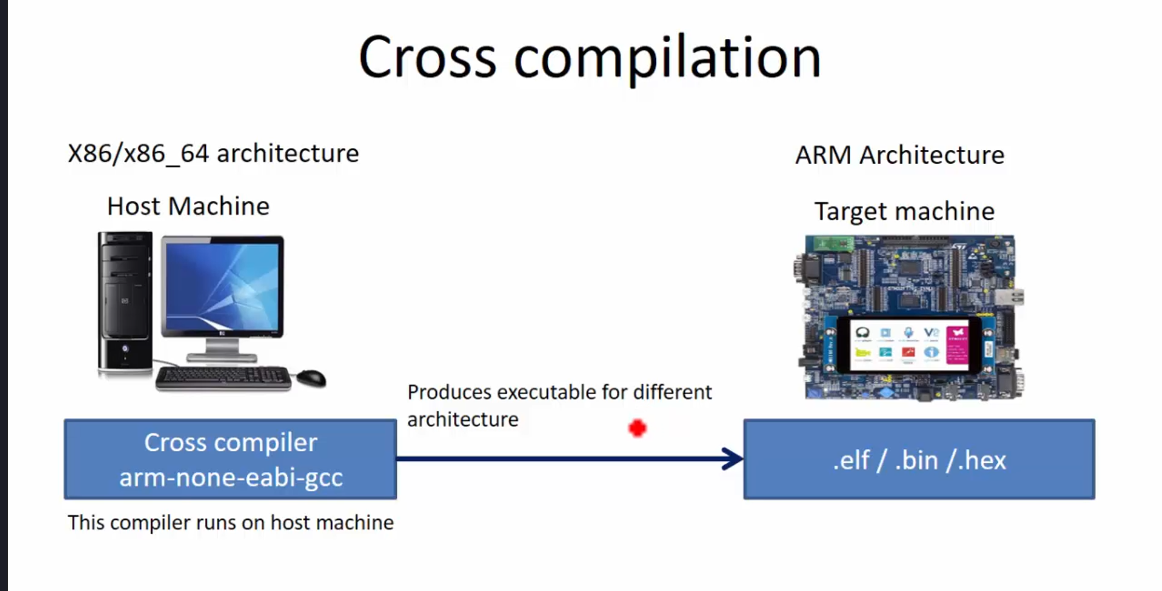 Cross compilation
X86/x86_64 architecture
Host Machine
ARM Architecture
Target machine
Produces executable for different
architecture
Cross compiler
arm-none-eabi-gcc
.elf / .bin /.hex
This compiler runs on host machine